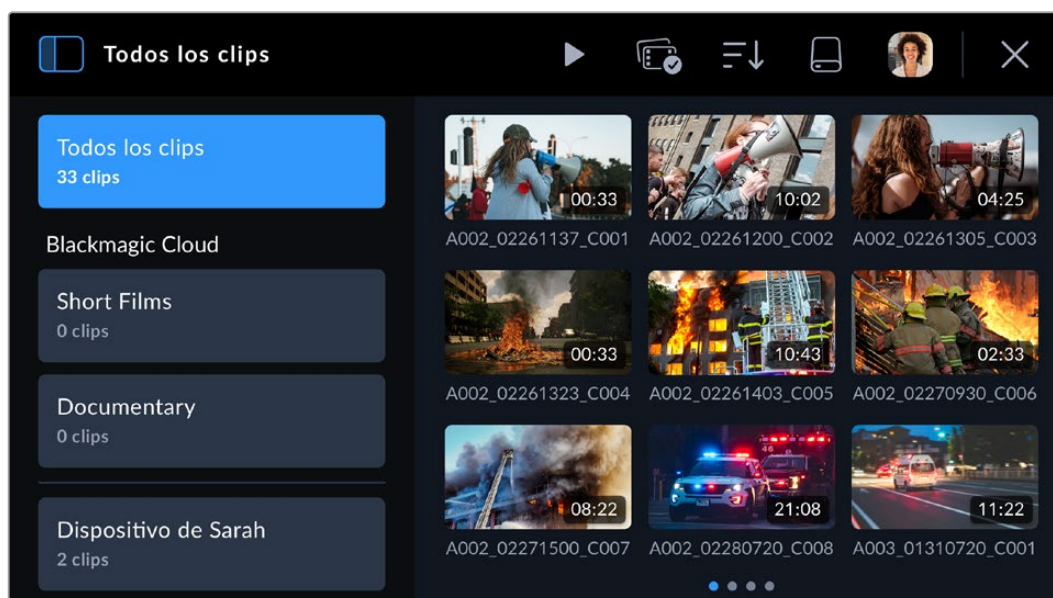 Todos los clips
Todos los clips
33 clips
Blackmagic Cloud
Short Films
0 clips
Documentary
0 clips
Dispositivo de Sarah
2 clips
00:33
10:02
04:25
A002_02261137_C001
A002_02261200_C002
A002_02261305_C003
00:33
10:43
02:33
A002_02261323_C004
A002_02261403_C005
A002_02270930_C006
08:22
46
21:08
11:22
A002_02271500_C007
A002_02280720_C008
A003_01310720_C001